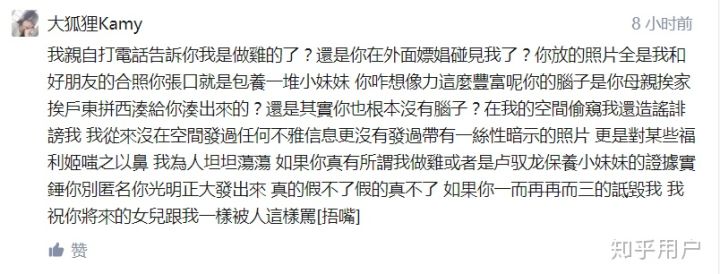 大狐狸Kamy
8 小时前
我親自打電話告訴你我是做雞的了？還是你在外面嫖娼碰見我了？你放的照片全是我和
好朋友的合照你張口就是包養一堆小妹妹 你咋想像力這麼豐富呢你的腦子是你母親挨家
挨戶東拼西湊給你湊出來的？還是其實你也根本沒有腦子？在我的空間偷窺我還造謠誹
謗我 我從來沒在空間發過任何不雅信息更沒有發過帶有一絲性暗示的照片 更是對某些福
利姬嗤之以鼻 我為人坦坦蕩蕩 如果你真有所謂我做雞或者是卢驭龙保養小妹妹的證據實
錘你別匿名你光明正大發出來 真的假不了假的真不了 如果你一而再再而三的詆毀我 我
祝你將來的女兒跟我一樣被人這樣罵[捂嘴]
赞
知乎用户